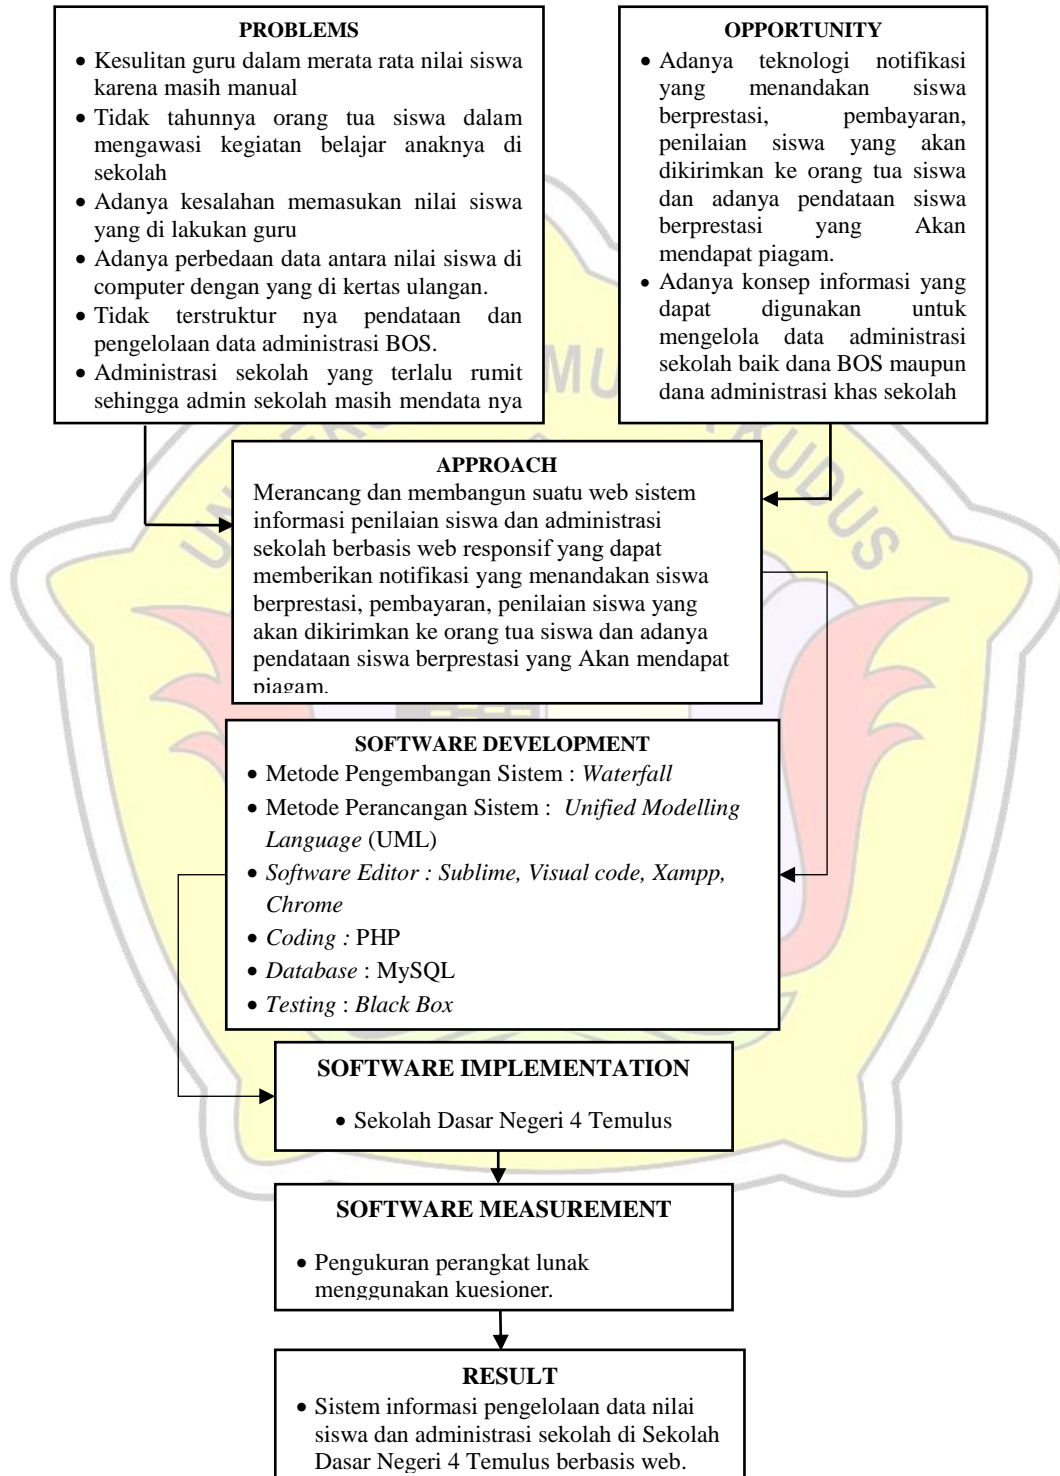 PROBLEMS
• Kesulitan guru dalam merata rata nilai siswa
karena masih manual
• Tidak tahunnya orang tua siswa dalam
mengawasi kegiatan belajar anaknya di
sekolah
• Adanya kesalahan memasukan nilai siswa
yang di lakukan guru
• Adanya perbedaan data antara nilai siswa di
computer dengan yang di kertas ulangan.
• Tidak terstruktur nya pendataan dan
pengelolaan data administrasi BOS.
• Administrasi sekolah yang terlalu rumit
sehingga admin sekolah masih mendata nya
OPPORTUNITY
• Adanya teknologi notifikasi
yang menandakan siswa
berprestasi, pembayaran,
penilaian siswa yang akan
dikirimkan ke orang tua siswa
dan adanya pendataan siswa
berprestasi yang Akan
mendapat piagam.
• Adanya konsep informasi yang
dapat digunakan untuk
mengelola data administrasi
sekolah baik dana BOS maupun
dana administrasi khas sekolah
APPROACH
Merancang dan membangun suatu web sistem
informasi penilaian siswa dan administrasi
sekolah berbasis web responsif yang dapat
memberikan notifikasi yang menandakan siswa
berprestasi, pembayaran, penilaian siswa yang
akan dikirimkan ke orang tua siswa dan adanya
pendataan siswa berprestasi yang Akan mendapat
piagam.
SOFTWARE DEVELOPMENT
• Metode Pengembangan Sistem : Waterfall
• Metode Perancangan Sistem : Unified Modelling
Language (UML)
• Software Editor : Sublime, Visual code, Xampp,
Chrome
• Coding : PHP
• Database : MySQL
• Testing : Black Box
SOFTWARE IMPLEMENTATION
• Sekolah Dasar Negeri 4 Temulus
SOFTWARE MEASUREMENT
• Pengukuran perangkat lunak
menggunakan kuesioner.
RESULT
• Sistem informasi pengelolaan data nilai
siswa dan administrasi sekolah di Sekolah
Dasar Negeri 4 Temulus berbasis web.